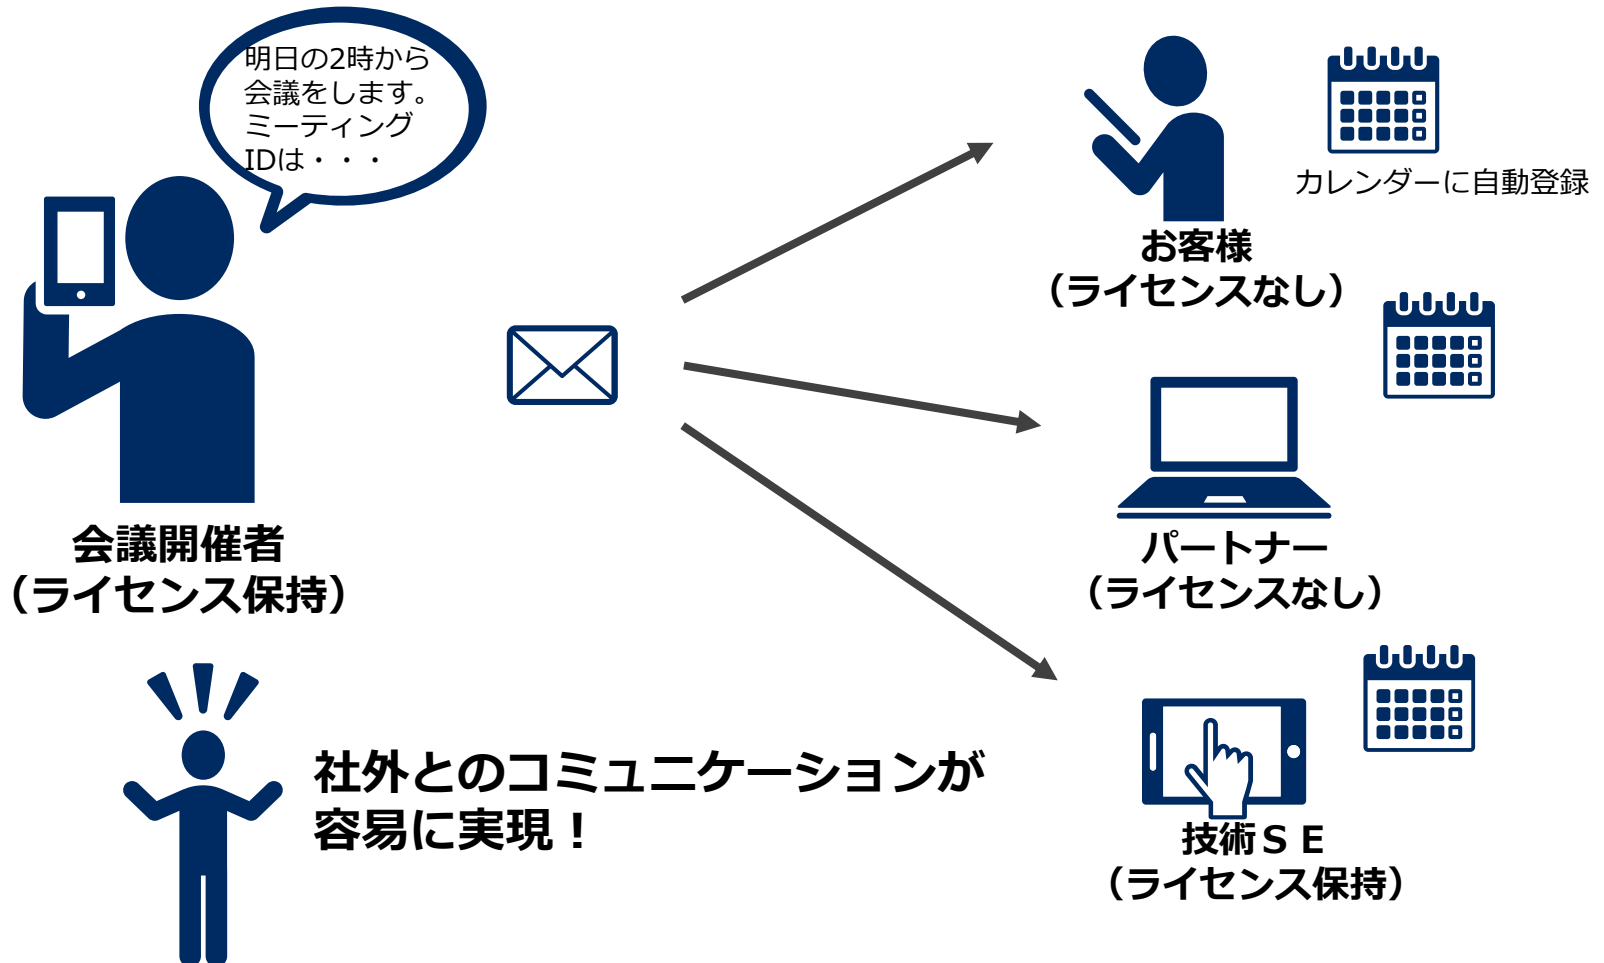 明日の2時から
会議をします。
ミーティング
IDは・・・
会議開催者
（ライセンス保持）
カレンダーに自動登録
お客様
（ライセンスなし）
パートナー
（ライセンスなし）
技術ＳＥ
（ライセンス保持）
社外とのコミュニケーションが
容易に実現！